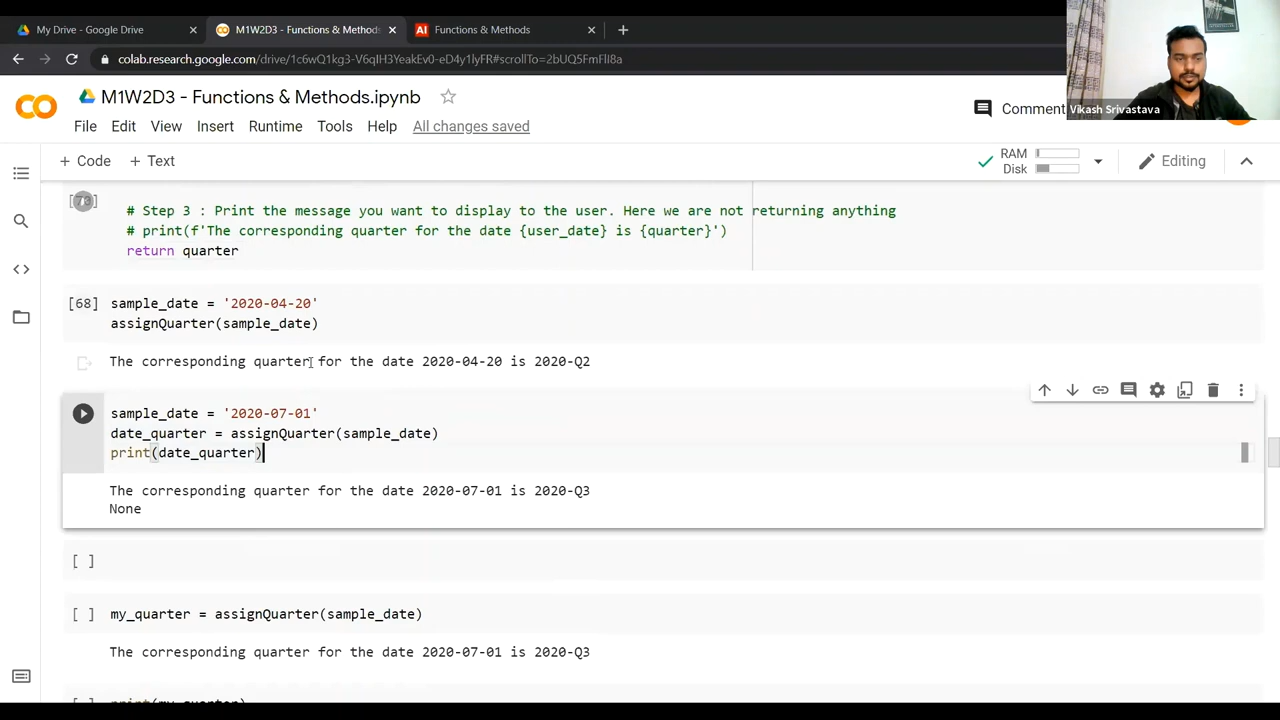 My Drive - Google Drive
M1W2D3 - Functions & Methods
AI Functions & Methods
colab.research.google.com/drive/1c6wQ1kg3-V6qIH3YeakEv0-eD4y1lyFR#scrollTo=2bUQ5FmFlI8a
Vikash Srivastava
M1W2D3 - Functions & Methods.ipynb
Comment
File Edit View Insert Runtime Tools Help All changes saved
+ Code + Text
RAM
Disk
Editing
[73]
# Step 3 : Print the message you want to display to the user. Here we are not returning anything
# print(f'The corresponding quarter for the date {user_date} is {quarter}')
return quarter
[68] sample_date = '2020-04-20'
assignQuarter(sample_date)
The corresponding quarter for the date 2020-04-20 is 2020-Q2
sample_date = '2020-07-01'
date_quarter = assignQuarter(sample_date)
print(date_quarter)
The corresponding quarter for the date 2020-07-01 is 2020-Q3
None
[ ]
[ ] my_quarter = assignQuarter(sample_date)
The corresponding quarter for the date 2020-07-01 is 2020-Q3
[ ] print(my_quarter)